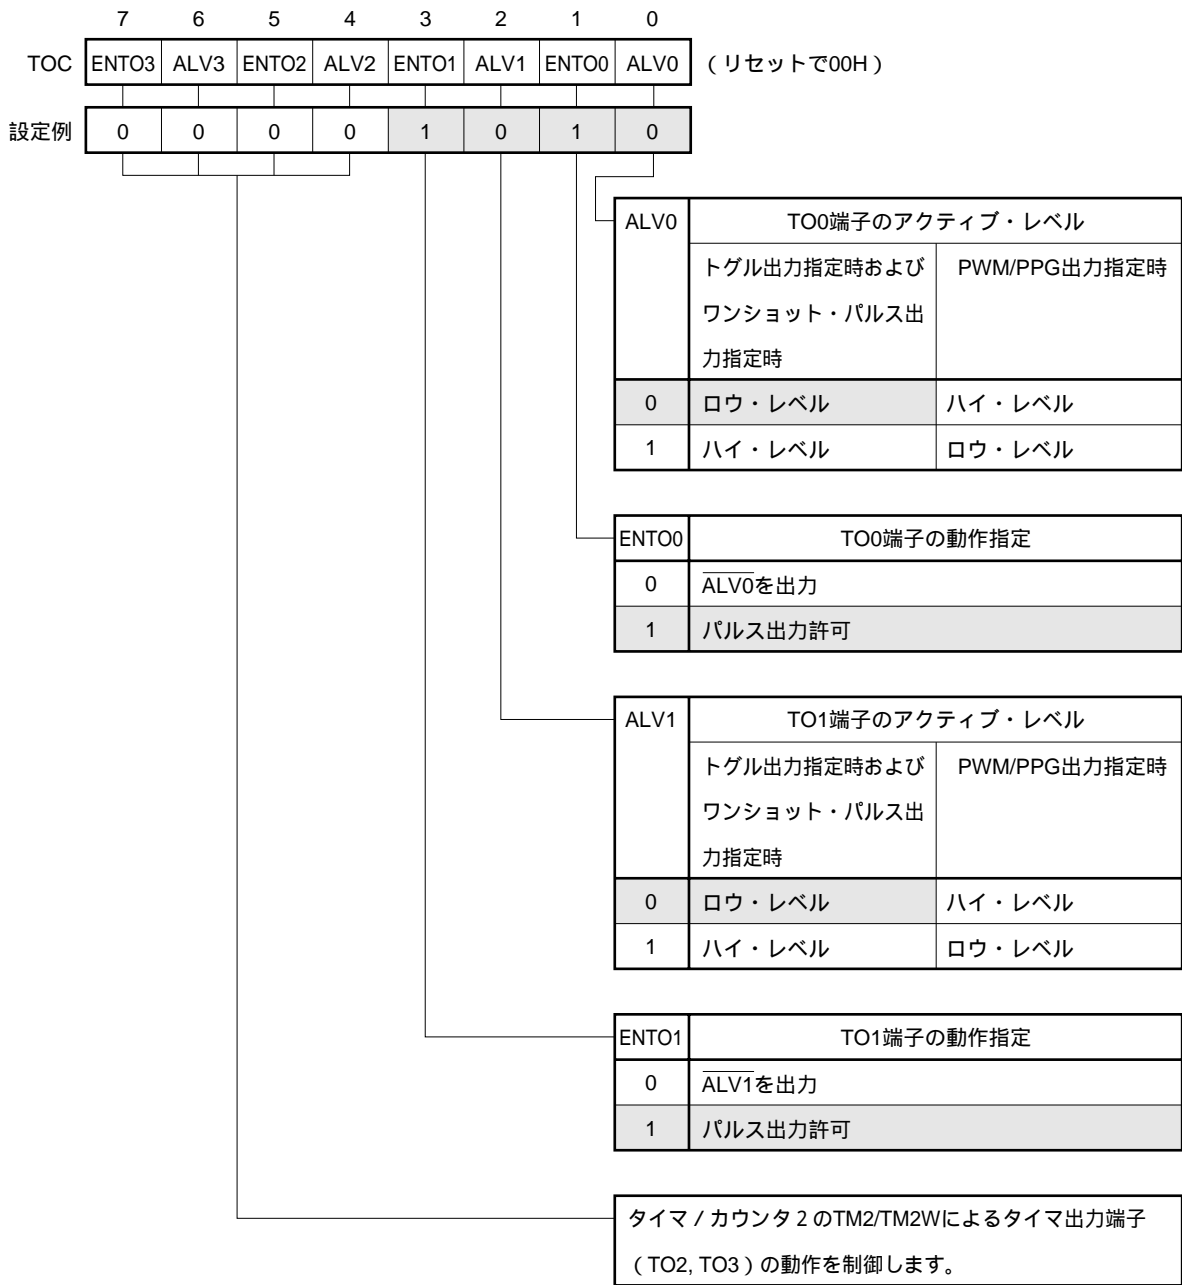 7 6 5 4 3 2 1 0
TOC ENTO3 ALV3 ENTO2 ALV2 ENTO1 ALV1 ENTO0 ALV0 （リセットで00H）
設定例 0 0 0 0 1 0 1 0
ALV0 TO0端子のアクティブ・レベル
トグル出力指定時および PWM/PPG出力指定時
ワンショット・パルス出
力指定時
0 ロウ・レベル ハイ・レベル
1 ハイ・レベル ロウ・レベル
ENTO0 TO0端子の動作指定
0 A̅L̅V̅0̅を出力
1 パルス出力許可
ALV1 TO1端子のアクティブ・レベル
トグル出力指定時および PWM/PPG出力指定時
ワンショット・パルス出
力指定時
0 ロウ・レベル ハイ・レベル
1 ハイ・レベル ロウ・レベル
ENTO1 TO1端子の動作指定
0 A̅L̅V̅1̅を出力
1 パルス出力許可
タイマ／カウンタ２のTM2/TM2Wによるタイマ出力端子
（TO2, TO3）の動作を制御します。